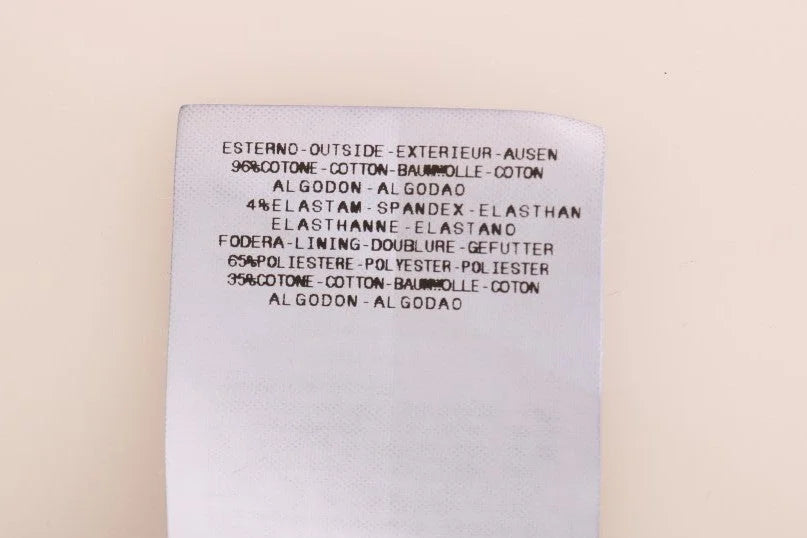 ESTERNO-OUTSIDE-EXTERIEUR-AUSEN
96%COTONE-COTTON-BAUMWOLLE-COTON
ALGODON-ALGODAO
4%ELASTAM-SPANDEX-ELASTHAN
ELASTHANNE-ELASTANO
FODERA-LINING-DOUBLURE-GEFUTTER
65%POLIESTERE-POLYESTER-POLIESTER
35%COTONE-COTTON-BAUMWOLLE-COTON
ALGODON-ALGODAO